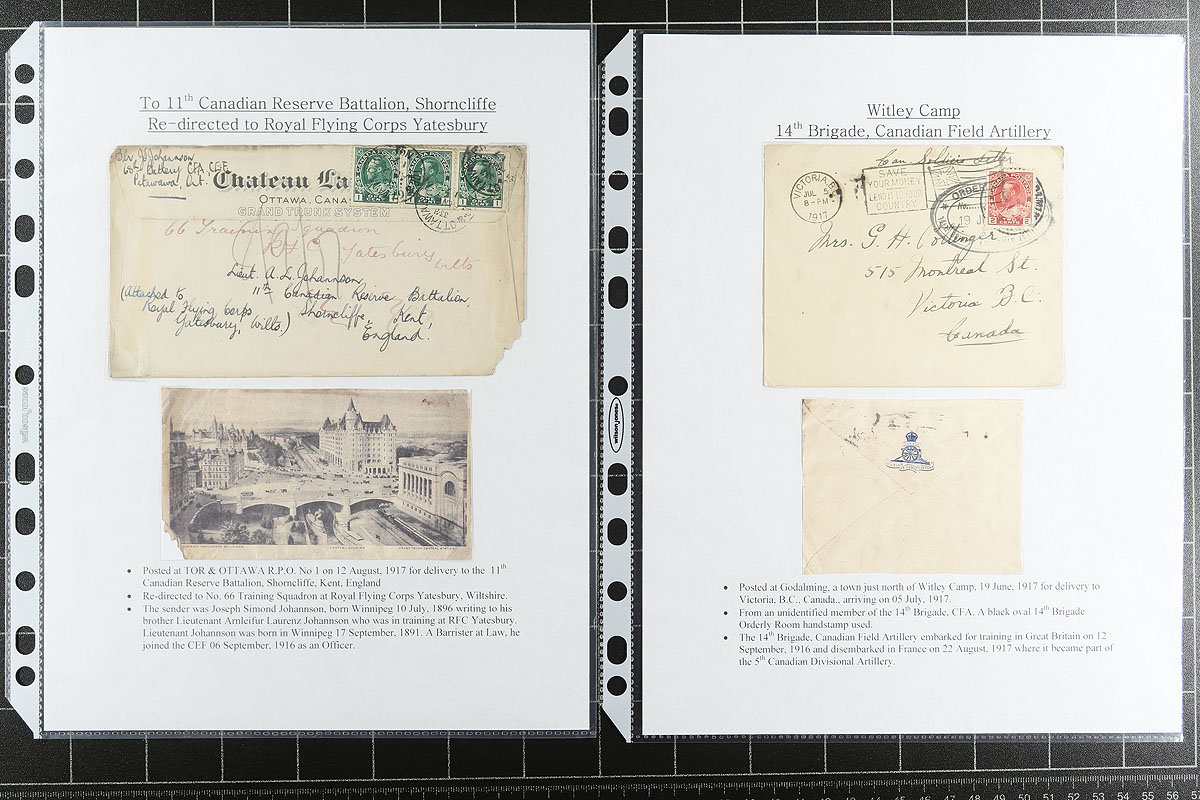 To 11th Canadian Reserve Battalion, Shorncliffe
Re-directed to Royal Flying Corps Yatesbury
Petawawa, Ont.
Chateau La
OTTAWA, CANA
GRAND TRUNK SYSTEM
66 Training Squadron
R.F.C. Yatesbury
Wilts
Lieut. A. L. Johannson,
11th Canadian Reserve Battalion,
(Attached to
Royal Flying Corps
Yatesbury, Wilts.)
Shorncliffe, Kent,
England.
Posted at TOR & OTTAWA R.P.O. No 1 on 12 August, 1917 for delivery to the 11th
Canadian Reserve Battalion, Shorncliffe, Kent, England
Re-directed to No. 66 Training Squadron at Royal Flying Corps Yatesbury, Wiltshire.
The sender was Joseph Simond Johannson, born Winnipeg 10 July, 1896 writing to his
brother Lieutenant Arnleifur Laurenz Johannson who was in training at RFC Yatesbury.
Lieutenant Johannson was born in Winnipeg 17 September, 1891. A Barrister at Law, he
joined the CEF 06 September, 1916 as an Officer.
wilson jones
Witley Camp
14th Brigade, Canadian Field Artillery
Can Soldiers Letter
VICTORIA B.C.
JUL 5
8-PM
1917
SAVE
YOUR MONEY
LEND IT TO YOUR
COUNTRY
ORDER
19 J
Mrs. G. H. Pottinger
515 Montreal St.
Victoria B.C.
Canada
Posted at Godalming, a town just north of Witley Camp, 19 June, 1917 for delivery to
Victoria, B.C., Canada., arriving on 05 July, 1917.
From an unidentified member of the 14th Brigade, CFA. A black oval 14th Brigade
Orderly Room handstamp used.
The 14th Brigade, Canadian Field Artillery embarked for training in Great Britain on 12
September, 1916 and disembarked in France on 22 August, 1917 where it became part of
the 5th Canadian Divisional Artillery.